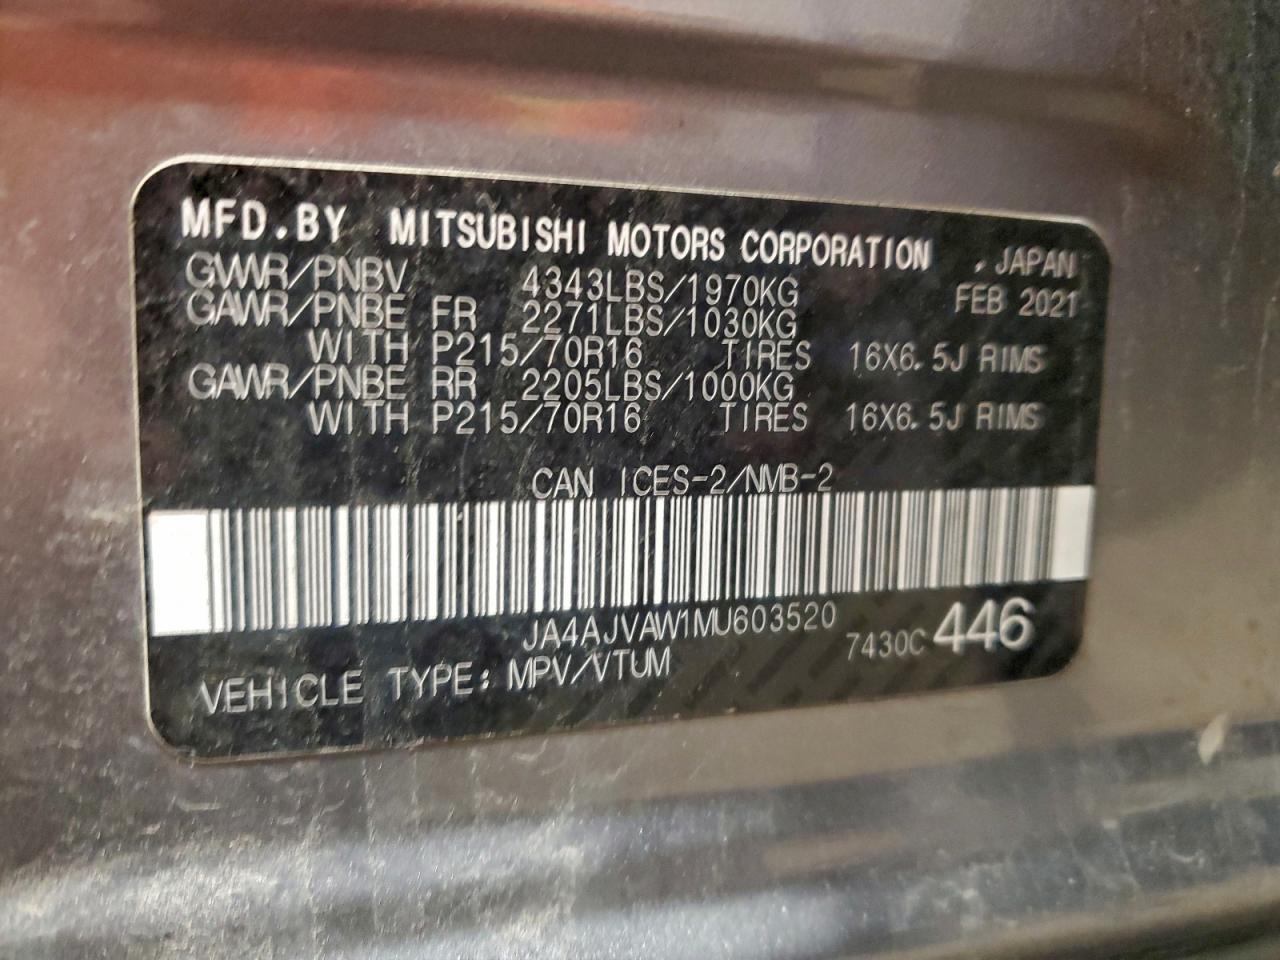 MFD.BY MITSUBISHI MOTORS CORPORATION , JAPAN
GVWR/PNBV 4343LBS/1970KG FEB 2021
GAWR/PNBE FR 2271LBS/1030KG
WITH P215/70R16 TIRES 16X6.5J RIMS
GAWR/PNBE RR 2205LBS/1000KG
WITH P215/70R16 TIRES 16X6.5J RIMS
CAN ICES-2/NMB-2
JA4AJVAW1MU603520 7430C 446
VEHICLE TYPE: MPV/VTUM